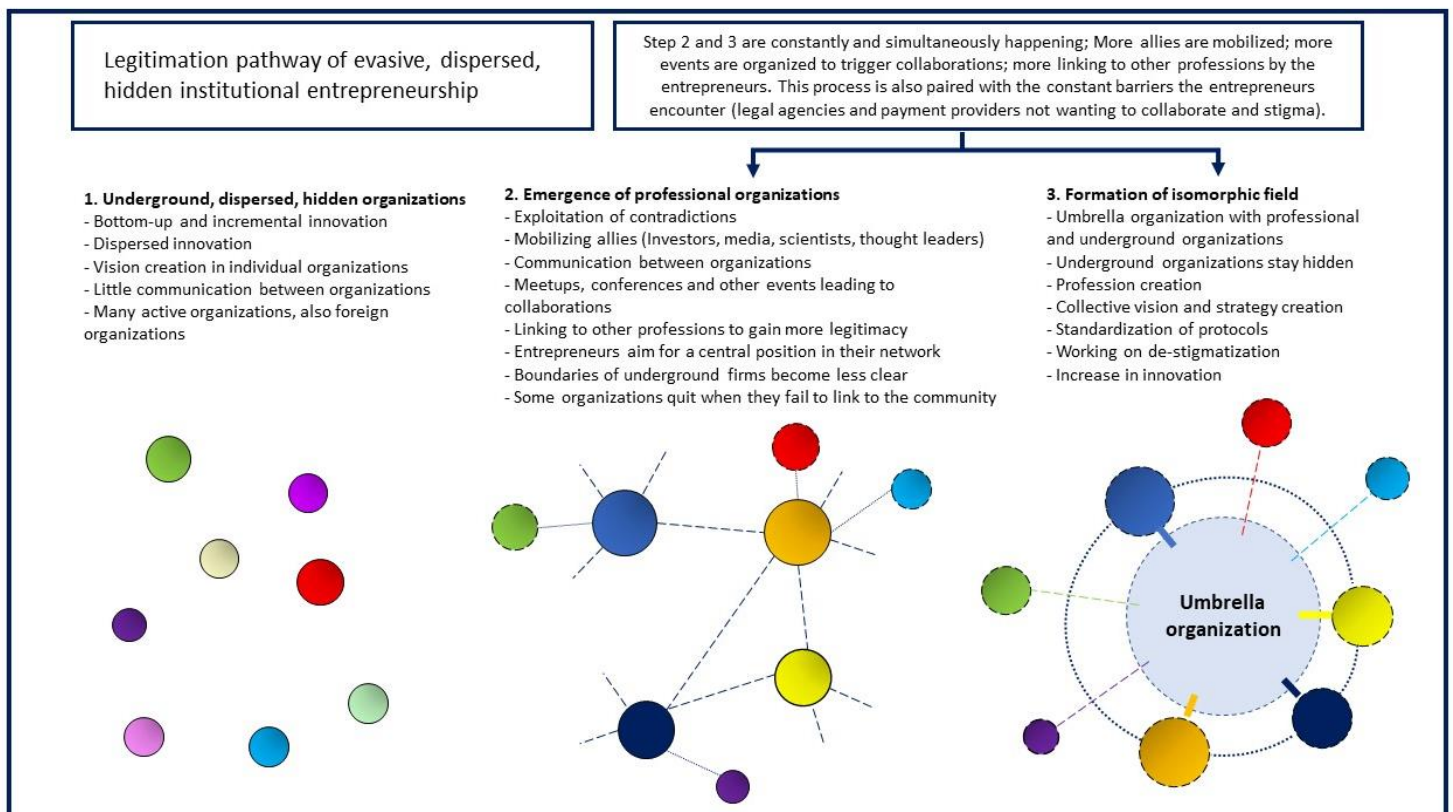 Legitimation pathway of evasive, dispersed,
hidden institutional entrepreneurship
Step 2 and 3 are constantly and simultaneously happening; More allies are mobilized; more
events are organized to trigger collaborations; more linking to other professions by the
entrepreneurs. This process is also paired with the constant barriers the entrepreneurs
encounter (legal agencies and payment providers not wanting to collaborate and stigma).
1. Underground, dispersed, hidden organizations
- Bottom-up and incremental innovation
- Dispersed innovation
- Vision creation in individual organizations
- Little communication between organizations
- Many active organizations, also foreign
organizations
2. Emergence of professional organizations
- Exploitation of contradictions
- Mobilizing allies (Investors, media, scientists, thought leaders)
- Communication between organizations
- Meetups, conferences and other events leading to
collaborations
- Linking to other professions to gain more legitimacy
- Entrepreneurs aim for a central position in their network
- Boundaries of underground firms become less clear
- Some organizations quit when they fail to link to the community
3. Formation of isomorphic field
- Umbrella organization with professional
and underground organizations
- Underground organizations stay hidden
- Profession creation
- Collective vision and strategy creation
- Standardization of protocols
- Working on de-stigmatization
- Increase in innovation
Umbrella
organization